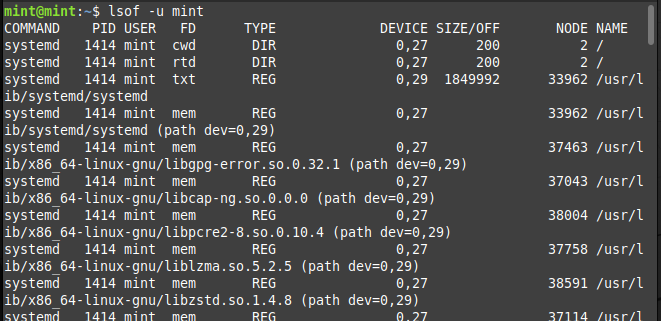 mint@mint:~$ lsof -u mint
COMMAND    PID USER   FD      TYPE             DEVICE SIZE/OFF       NODE NAME
systemd   1414 mint  cwd       DIR               0,27      200          2 /
systemd   1414 mint  rtd       DIR               0,27      200          2 /
systemd   1414 mint  txt       REG               0,29  1849992      33962 /usr/l
ib/systemd/systemd
systemd   1414 mint  mem       REG               0,27               33962 /usr/l
ib/systemd/systemd (path dev=0,29)
systemd   1414 mint  mem       REG               0,27               37463 /usr/l
ib/x86_64-linux-gnu/libgpg-error.so.0.32.1 (path dev=0,29)
systemd   1414 mint  mem       REG               0,27               37043 /usr/l
ib/x86_64-linux-gnu/libcap-ng.so.0.0.0 (path dev=0,29)
systemd   1414 mint  mem       REG               0,27               38004 /usr/l
ib/x86_64-linux-gnu/libpcre2-8.so.0.10.4 (path dev=0,29)
systemd   1414 mint  mem       REG               0,27               37758 /usr/l
ib/x86_64-linux-gnu/liblzma.so.5.2.5 (path dev=0,29)
systemd   1414 mint  mem       REG               0,27               38591 /usr/l
ib/x86_64-linux-gnu/libzstd.so.1.4.8 (path dev=0,29)
systemd   1414 mint  mem       REG               0,27               37114 /usr/l